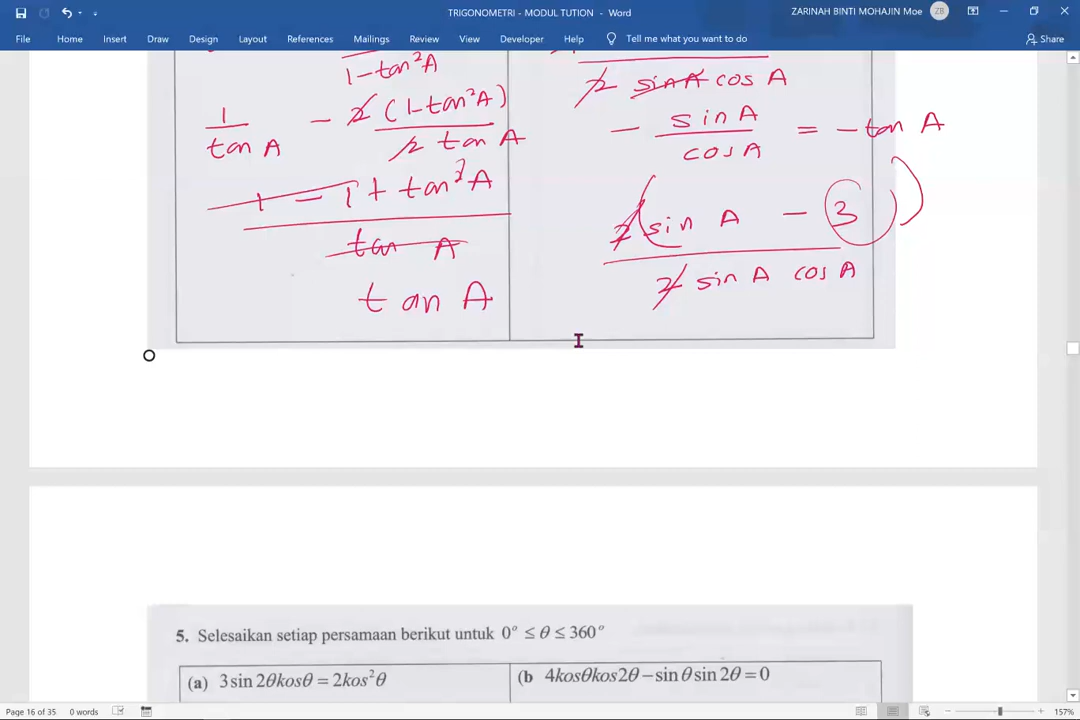 TRIGONOMETRI - MODUL TUTION - Word
ZARINAH BINTI MOHAJIN Moe ZB
File Home Insert Draw Design Layout References Mailings Review View Developer Help Tell me what you want to do Share
1-tan²A
1/tan A - 2(1-tan²A)/2 tan A
1 - 1 + tan²A
tan A
tan A
2 sinA cos A
- sin A/cos A = -tan A
2(sin A - 3)
2 sin A cos A
5. Selesaikan setiap persamaan berikut untuk 0° ≤ θ ≤ 360°
(a) 3 sin 2θkosθ = 2kos²θ
(b 4kosθkos2θ – sin θ sin 2θ = 0
Page 16 of 35 0 words 157%